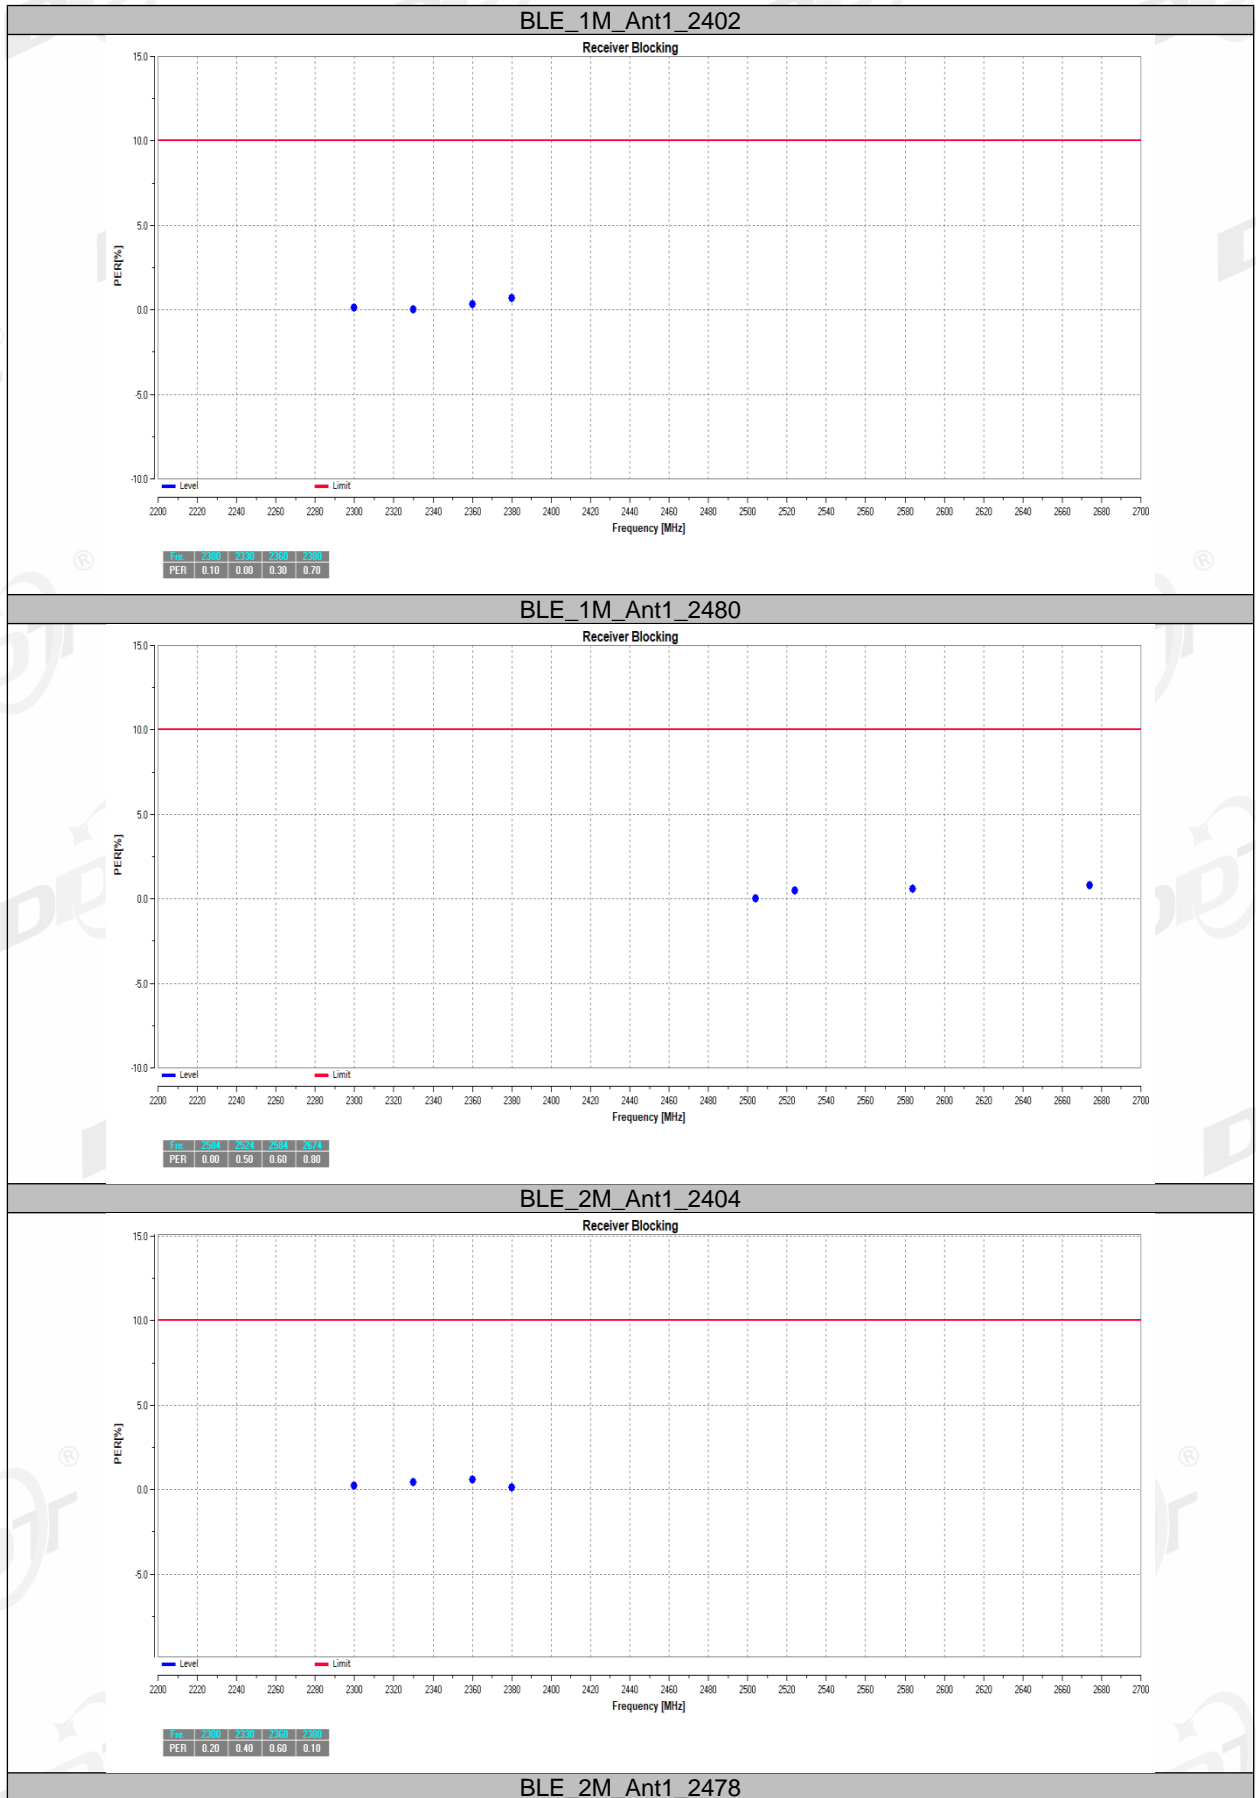 BLE_1M_Ant1_2402
Receiver Blocking
15.0
10.0
5.0
0.0
-5.0
-10.0
PER[%]
Level Limit
2200 2220 2240 2260 2280 2300 2320 2340 2360 2380 2400 2420 2440 2460 2480 2500 2520 2540 2560 2580 2600 2620 2640 2660 2680 2700
Frequency [MHz]
Fre. 2300 2330 2360 2380
PER 0.10 0.00 0.30 0.70
BLE_1M_Ant1_2480
Receiver Blocking
15.0
10.0
5.0
0.0
-5.0
-10.0
PER[%]
Level Limit
2200 2220 2240 2260 2280 2300 2320 2340 2360 2380 2400 2420 2440 2460 2480 2500 2520 2540 2560 2580 2600 2620 2640 2660 2680 2700
Frequency [MHz]
Fre. 2504 2524 2584 2674
PER 0.00 0.50 0.60 0.80
BLE_2M_Ant1_2404
Receiver Blocking
15.0
10.0
5.0
0.0
-5.0
PER[%]
Level Limit
2200 2220 2240 2260 2280 2300 2320 2340 2360 2380 2400 2420 2440 2460 2480 2500 2520 2540 2560 2580 2600 2620 2640 2660 2680 2700
Frequency [MHz]
Fre. 2300 2330 2360 2380
PER 0.20 0.40 0.60 0.10
BLE_2M_Ant1_2478